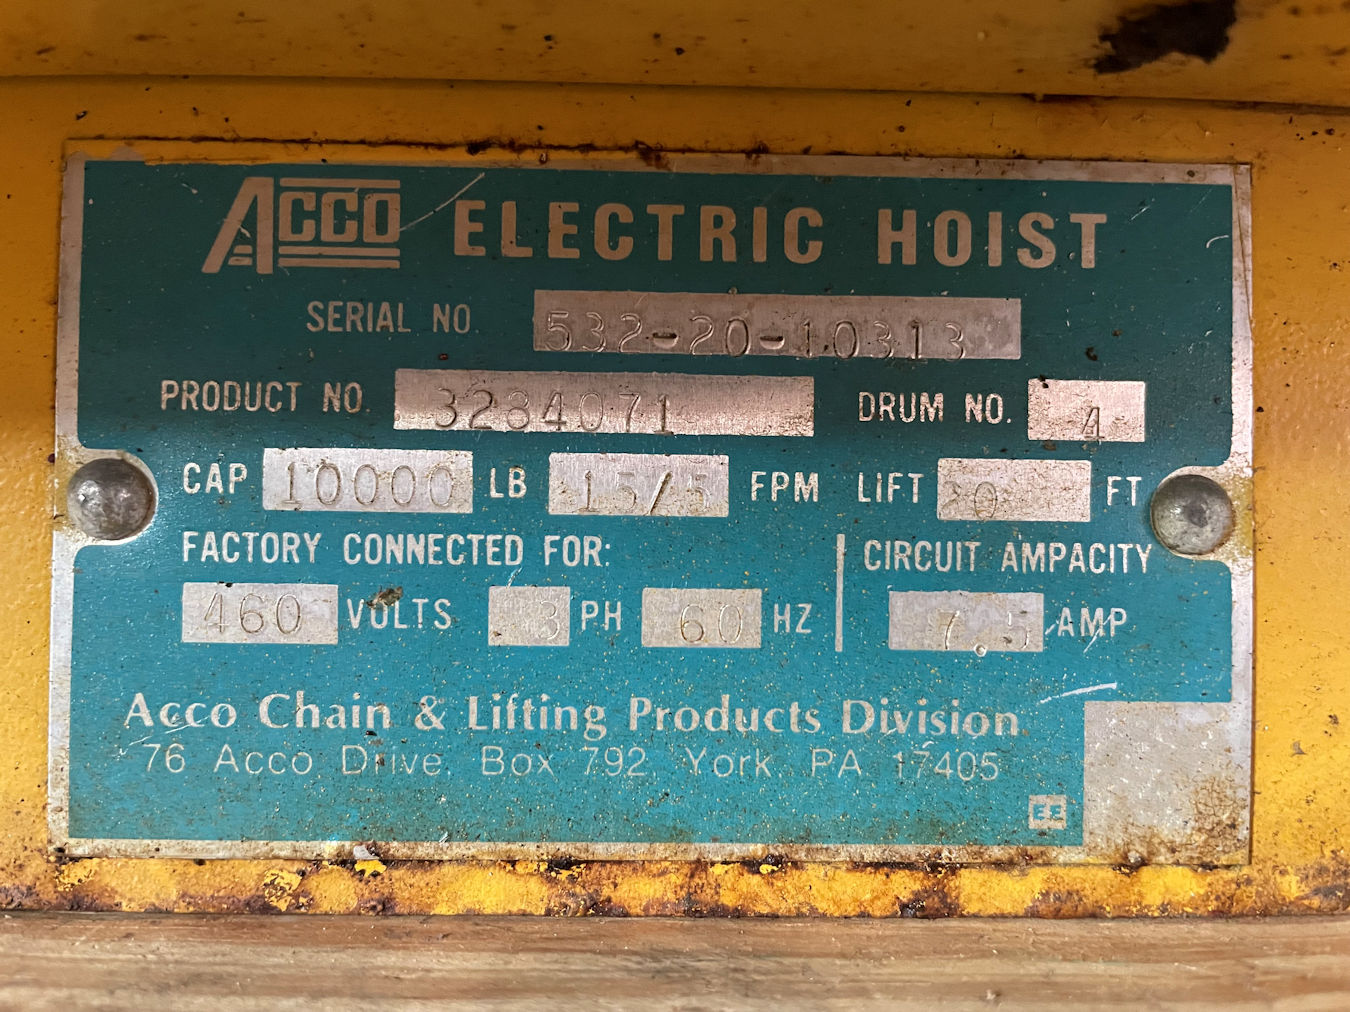 ACCO ELECTRIC HOIST
SERIAL NO 532-20-10313
PRODUCT NO. 3284071 DRUM NO. 4
CAP 10000 LB 15/5 FPM LIFT FT
FACTORY CONNECTED FOR: CIRCUIT AMPACITY
460 VOLTS 3 PH 60 HZ 7.5 AMP
Acco Chain & Lifting Products Division
76 Acco Drive, Box 792, York, PA 17405